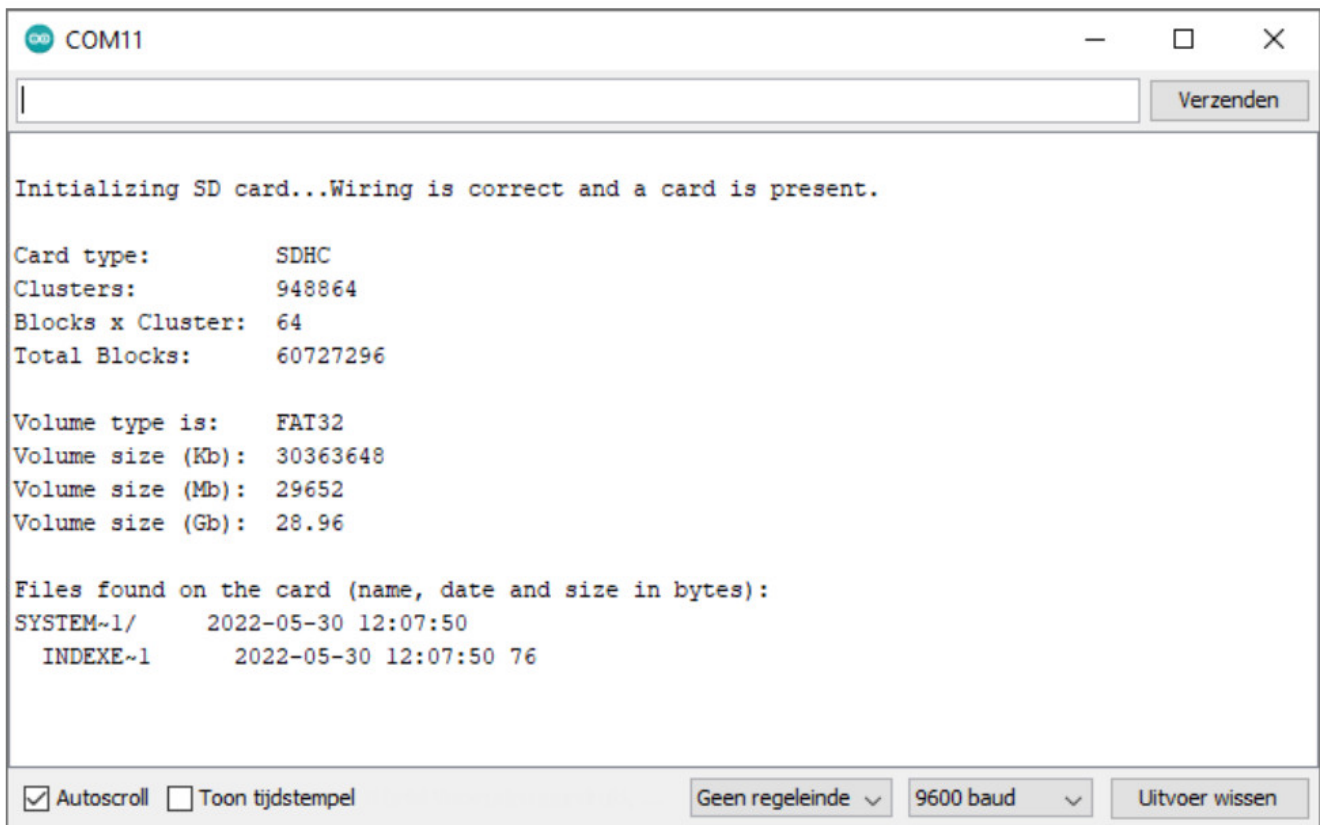 COM11
Verzenden
Initializing SD card...Wiring is correct and a card is present.
Card type: SDHC
Clusters: 948864
Blocks x Cluster: 64
Total Blocks: 60727296
Volume type is: FAT32
Volume size (Kb): 30363648
Volume size (Mb): 29652
Volume size (Gb): 28.96
Files found on the card (name, date and size in bytes):
SYSTEM~1/ 2022-05-30 12:07:50
INDEXE~1 2022-05-30 12:07:50 76
Autoscroll Toon tijdstempel Geen regeleinde 9600 baud Uitvoer wissen